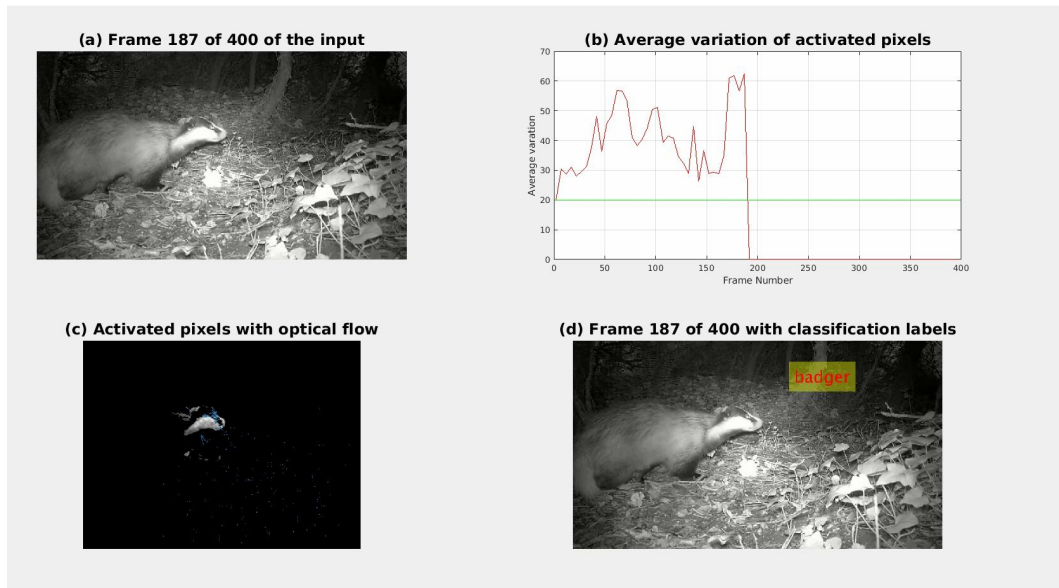 (a) Frame 187 of 400 of the input
(b) Average variation of activated pixels
70
60
50
40
30
20
10
0
Average varation
0
50
100
150
200
250
300
350
400
Frame Number
(c) Activated pixels with optical flow
(d) Frame 187 of 400 with classification labels
badger